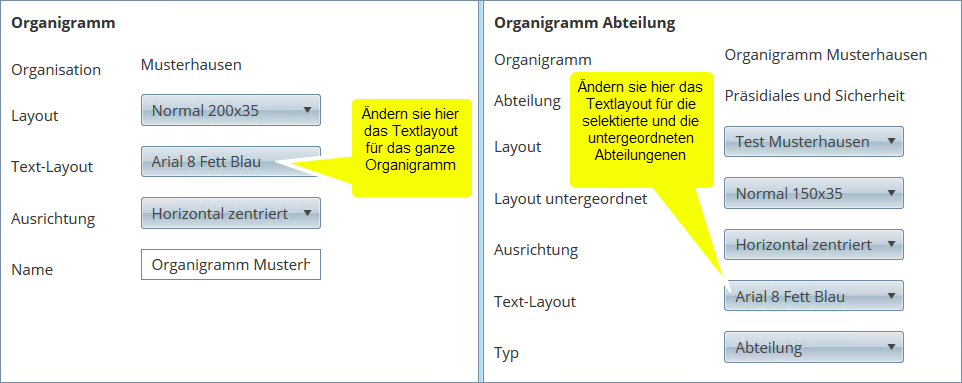 Organigramm
Organisation
Musterhausen
Layout
Normal 200x35
Text-Layout
Arial 8 Fett Blau
Ausrichtung
Horizontal zentriert
Name
Organigramm Musterh
Ändern sie hier
das Textlayout
für das ganze
Organigramm
Organigramm Abteilung
Organigramm
Organigramm Musterhausen
Abteilung
Präsidiales und Sicherheit
Layout
Test Musterhausen
Layout untergeordnet
Normal 150x35
Ausrichtung
Horizontal zentriert
Text-Layout
Arial 8 Fett Blau
Typ
Abteilung
Ändern sie hier das
Textlayout für die
selektierte und die
untergeordneten
Abteilungenen